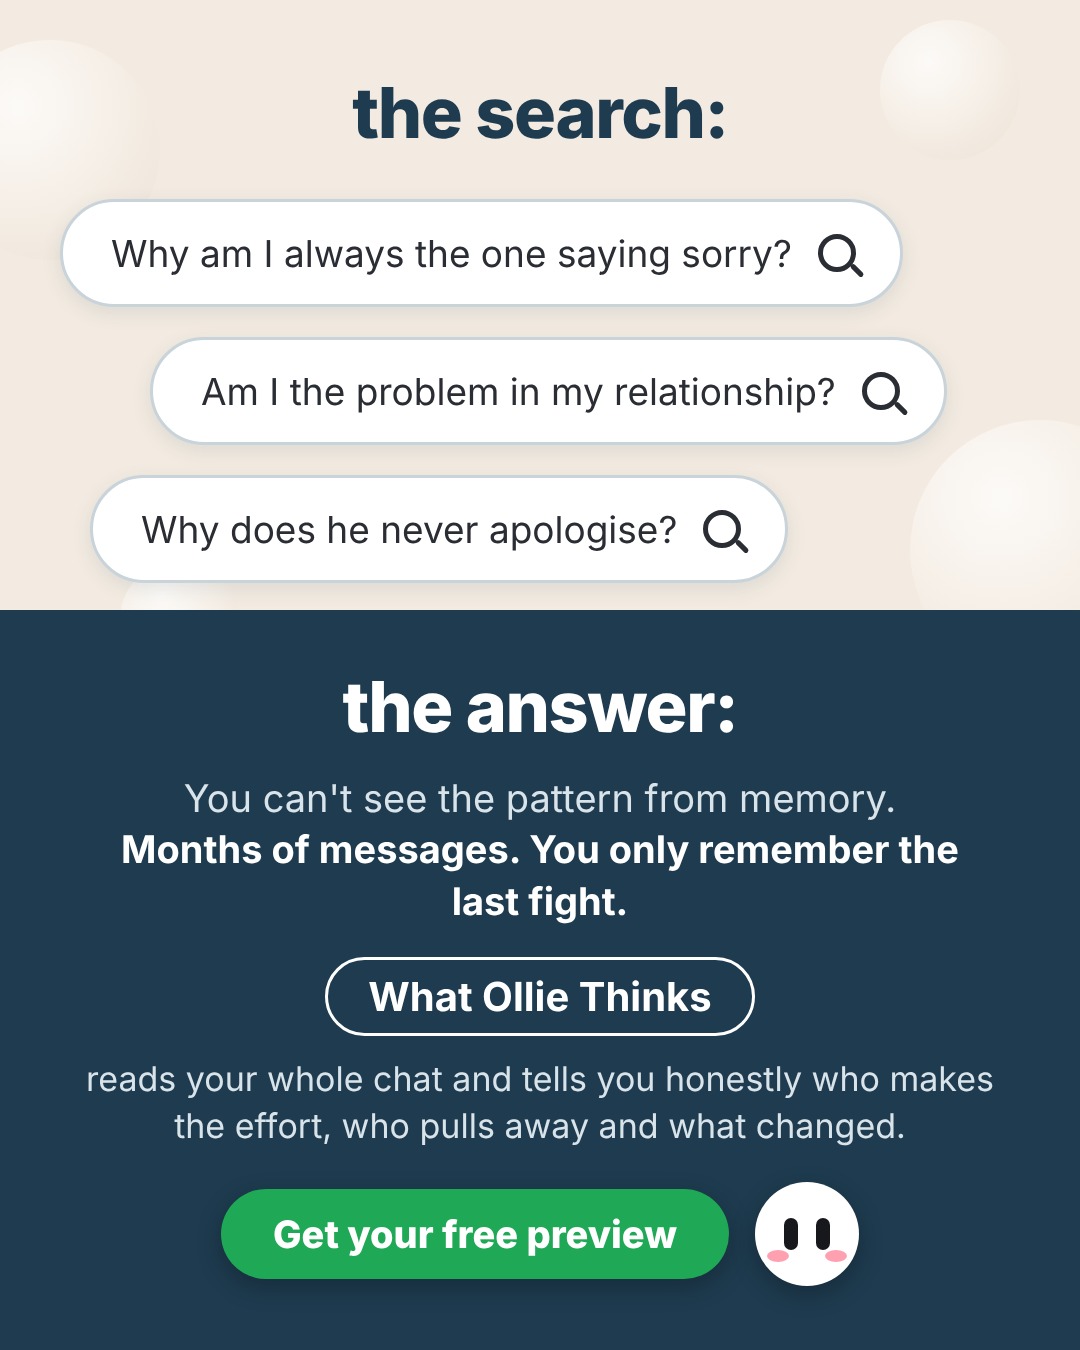 the search:
Why am I always the one saying sorry?
Am I the problem in my relationship?
Why does he never apologise?
the answer:
You can't see the pattern from memory.
Months of messages. You only remember the
last fight.
What Ollie Thinks
reads your whole chat and tells you honestly who makes
the effort, who pulls away and what changed.
Get your free preview